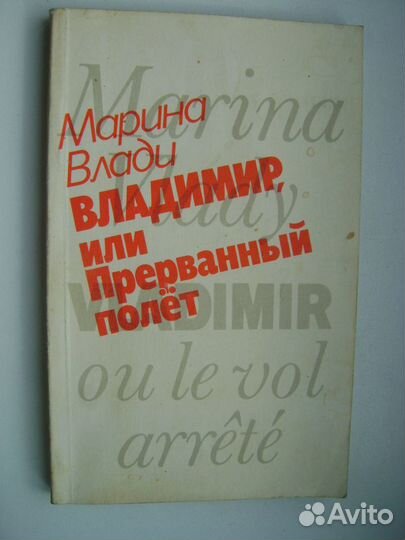 Marina
Vlady
VLADIMIR
ou le vol
arrêté
Марина
Влади
ВЛАДИМИР,
или
Прерванный
полёт
Avito